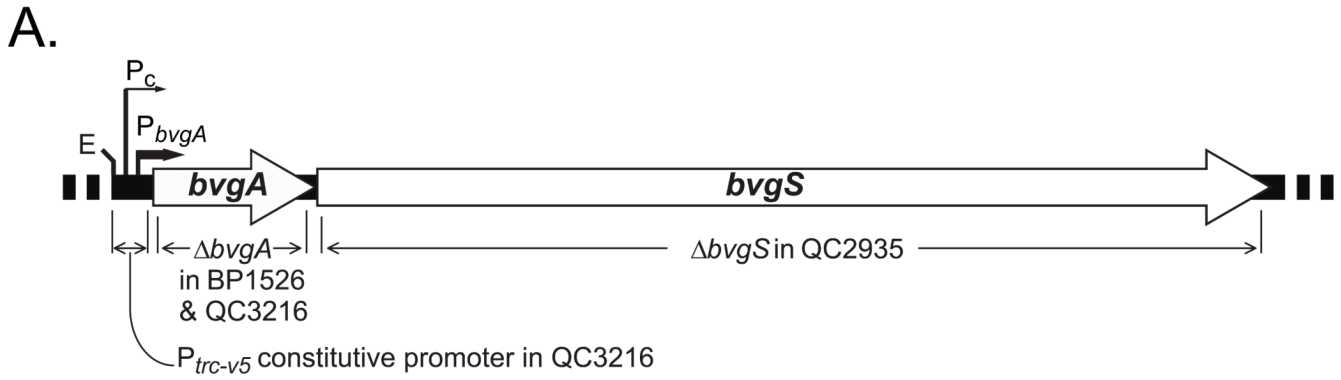 A.
Pc
PbvgA
E
bvgA
bvgS
ΔbvgA
in BP1526
& QC3216
ΔbvgS in QC2935
Ptrc-v5 constitutive promoter in QC3216